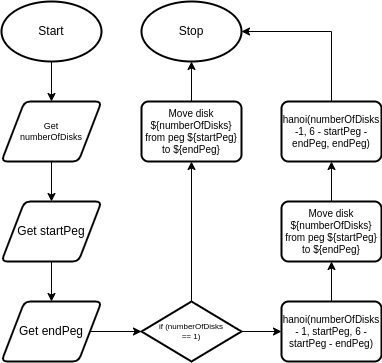 Start
Get
numberOfDisks
Get startPeg
Get endPeg
if (numberOfDisks
== 1)
Move disk
${numberOfDisks}
from peg ${startPeg}
to ${endPeg}
Stop
hanoi(numberOfDisks
- 1, startPeg, 6 -
startPeg - endPeg)
Move disk
${numberOfDisks}
from peg ${startPeg}
to ${endPeg}
hanoi(numberOfDisks
-1, 6 - startPeg -
endPeg, endPeg)